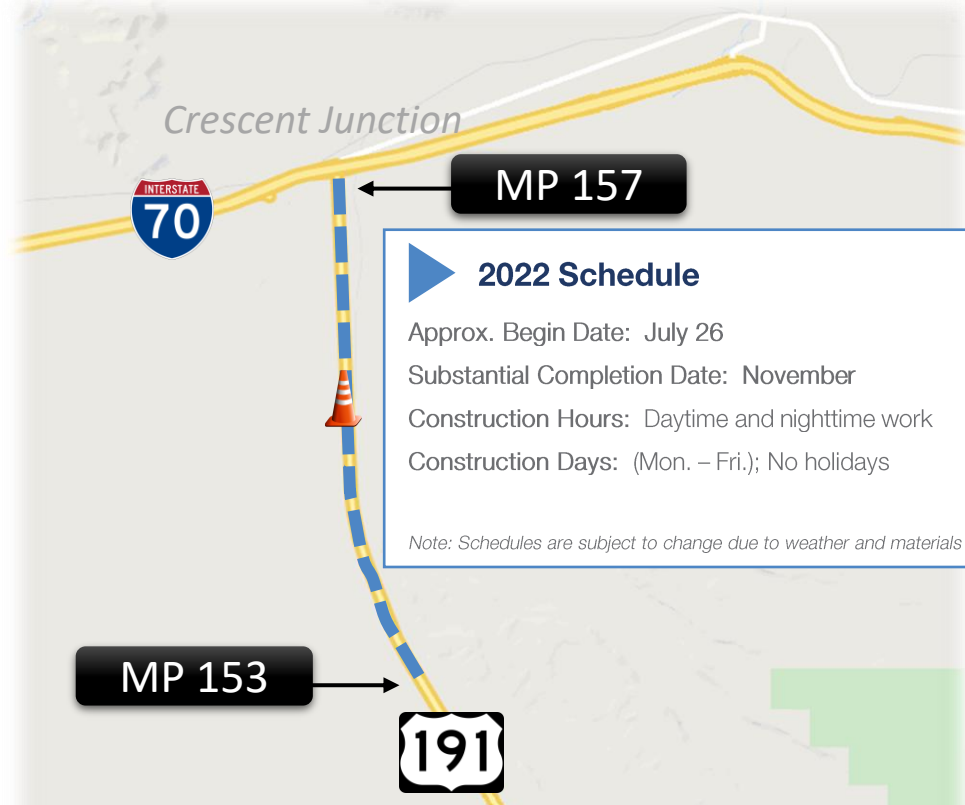 Crescent Junction
INTERSTATE
70
MP 157
2022 Schedule
Approx. Begin Date: July 26
Substantial Completion Date: November
Construction Hours: Daytime and nighttime work
Construction Days: (Mon. – Fri.); No holidays
Note: Schedules are subject to change due to weather and materials
MP 153
191